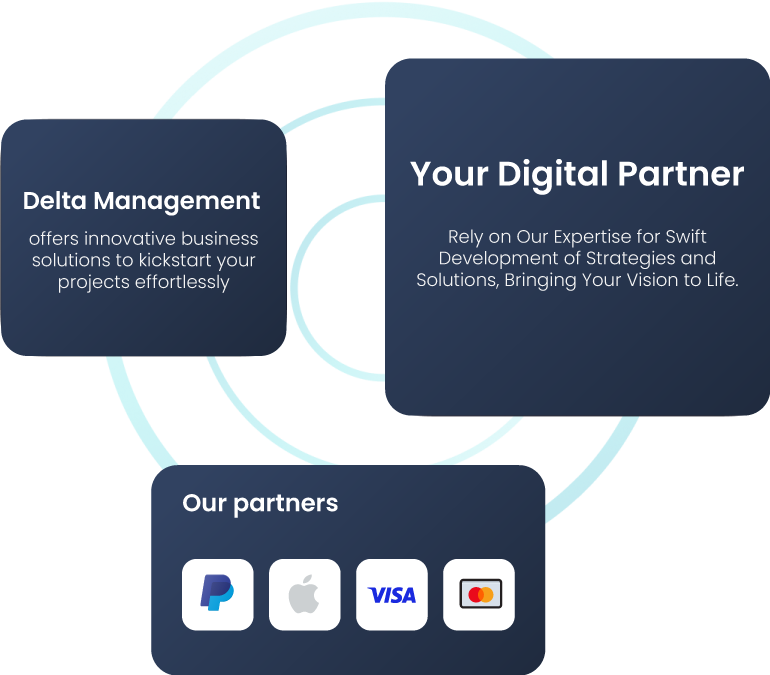 Delta Management
offers innovative business
solutions to kickstart your
projects effortlessly
Your Digital Partner
Rely on Our Expertise for Swift
Development of Strategies and
Solutions, Bringing Your Vision to Life.
Our partners
VISA